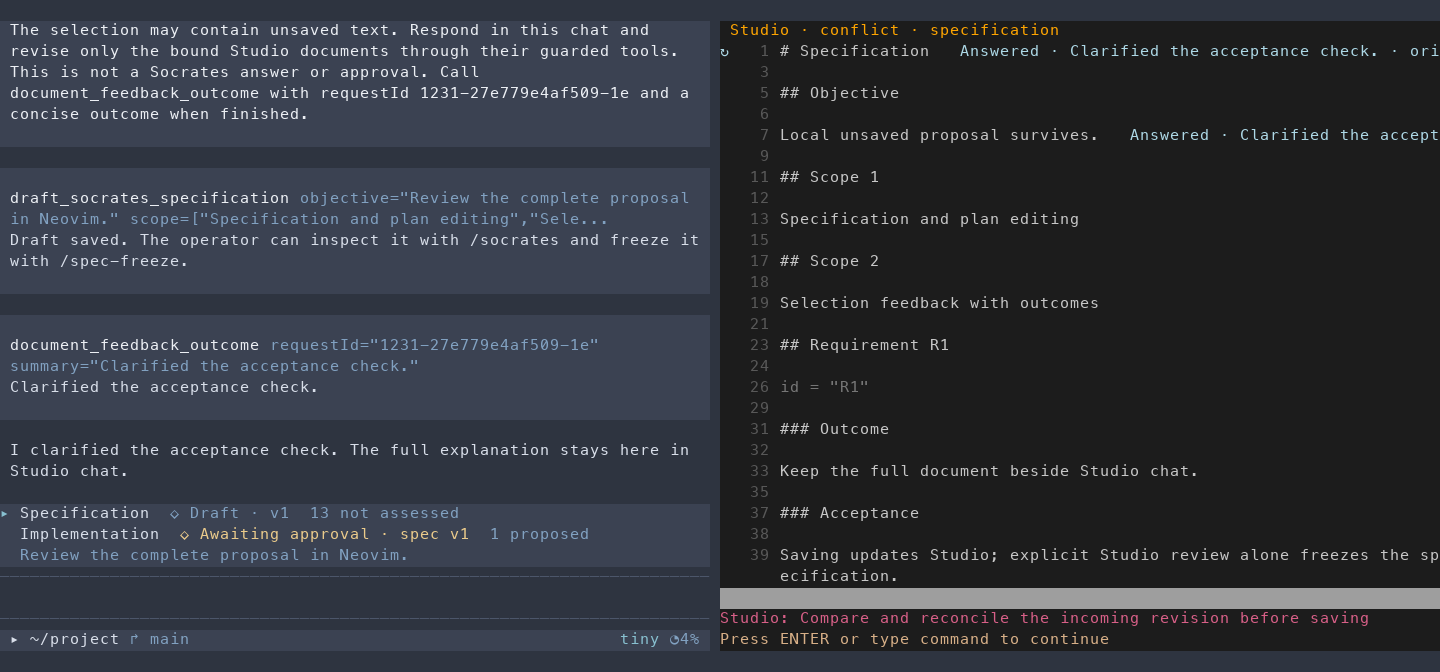 The selection may contain unsaved text. Respond in this chat and
revise only the bound Studio documents through their guarded tools.
This is not a Socrates answer or approval. Call
document_feedback_outcome with requestId 1231-27e779e4af509-1e and a
concise outcome when finished.
draft_socrates_specification objective="Review the complete proposal
in Neovim." scope=["Specification and plan editing","Sele...
Draft saved. The operator can inspect it with /socrates and freeze it
with /spec-freeze.
document_feedback_outcome requestId="1231-27e779e4af509-1e"
summary="Clarified the acceptance check."
Clarified the acceptance check.
I clarified the acceptance check. The full explanation stays here in
Studio chat.
▸ Specification ◇ Draft · v1 13 not assessed
Implementation ◇ Awaiting approval · spec v1 1 proposed
Review the complete proposal in Neovim.
▸ ~/project ↱ main tiny ◔4%
Studio · conflict · specification
↻ 1 # Specification Answered · Clarified the acceptance check. · ori
3
5 ## Objective
6
7 Local unsaved proposal survives. Answered · Clarified the accept
9
11 ## Scope 1
12
13 Specification and plan editing
15
17 ## Scope 2
18
19 Selection feedback with outcomes
21
23 ## Requirement R1
24
26 id = "R1"
29
31 ### Outcome
32
33 Keep the full document beside Studio chat.
35
37 ### Acceptance
38
39 Saving updates Studio; explicit Studio review alone freezes the sp
ecification.
Studio: Compare and reconcile the incoming revision before saving
Press ENTER or type command to continue